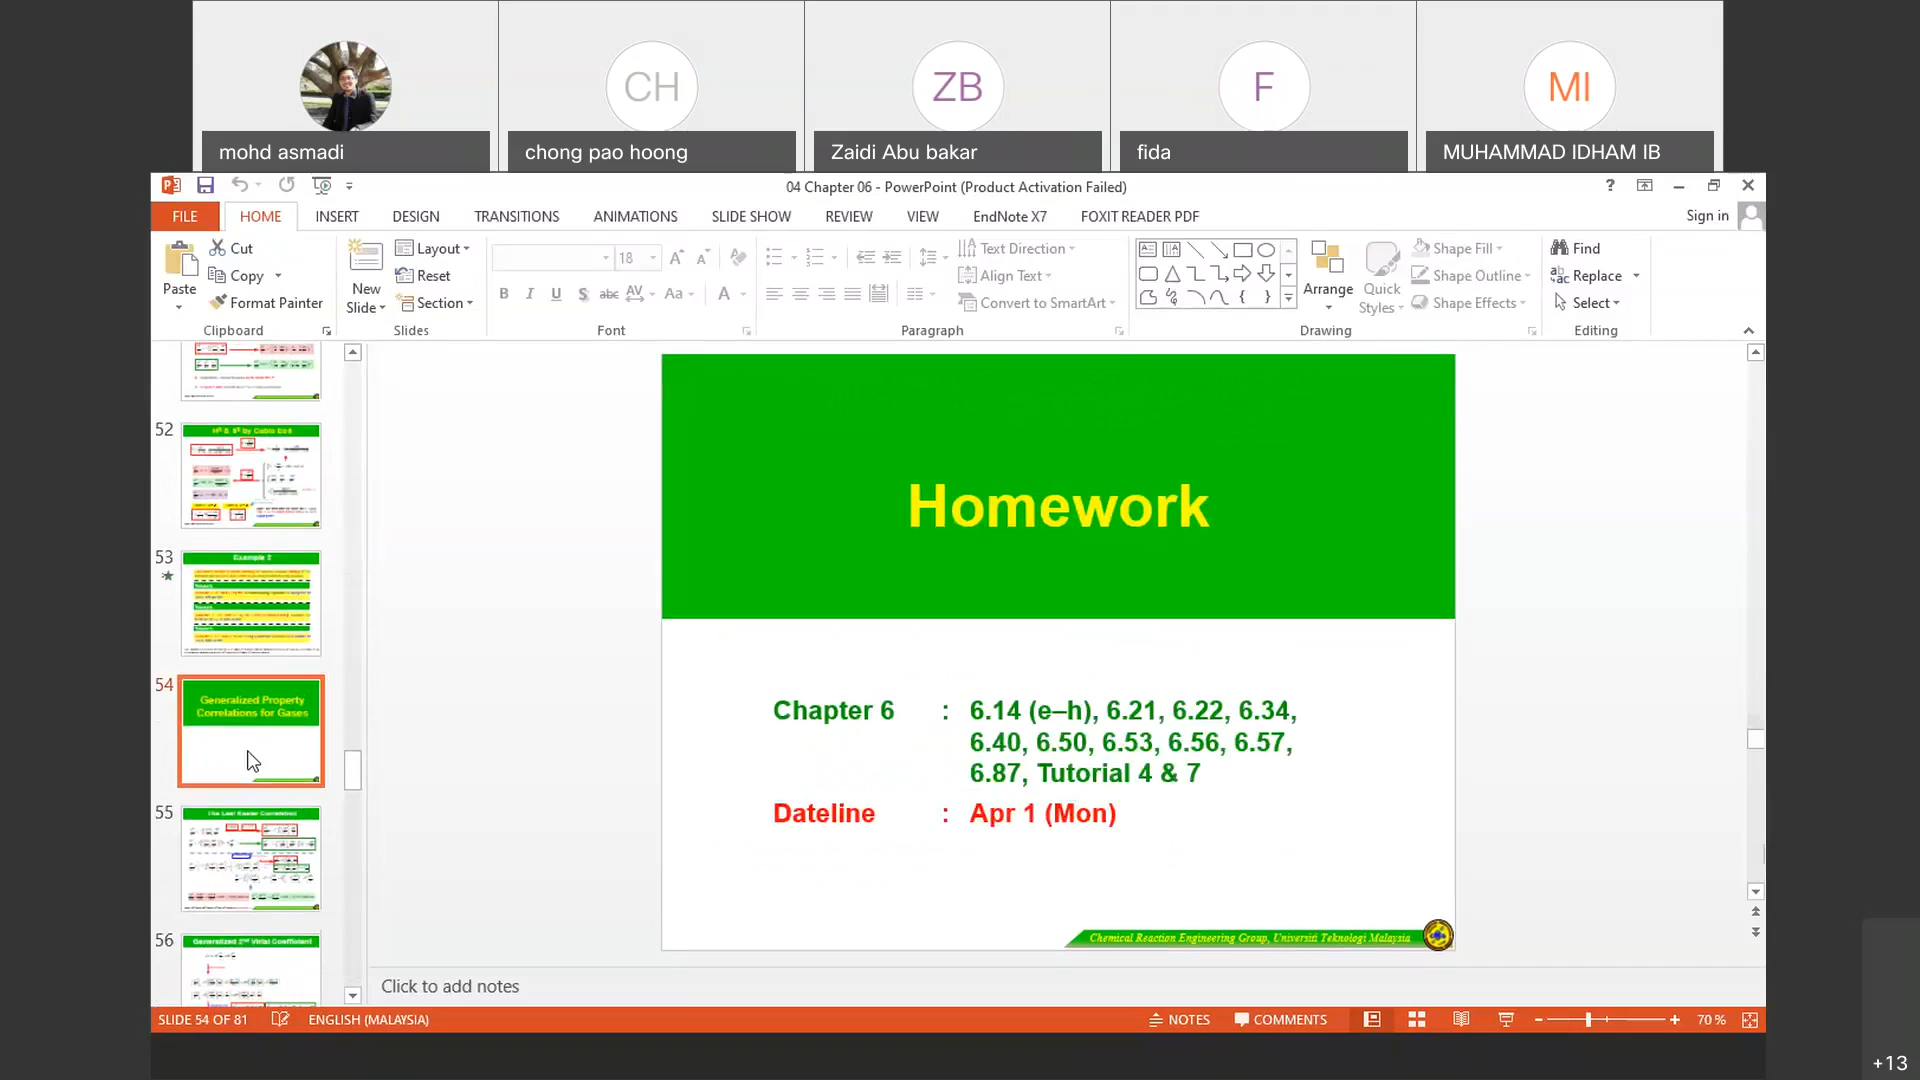 CH
ZB
F
MI
mohd asmadi
chong pao hoong
Zaidi Abu bakar
fida
MUHAMMAD IDHAM IB
04 Chapter 06 - PowerPoint (Product Activation Failed)
FILE
HOME
INSERT
DESIGN
TRANSITIONS
ANIMATIONS
SLIDE SHOW
REVIEW
VIEW
EndNote X7
FOXIT READER PDF
Sign in
Paste
Cut
Copy
Format Painter
Clipboard
New
Slide
Layout
Reset
Section
Slides
18
Font
Text Direction
Align Text
Convert to SmartArt
Paragraph
Arrange
Quick
Styles
Shape Fill
Shape Outline
Shape Effects
Drawing
Find
Replace
Select
Editing
52
53
Example 2
54
Generalized Property
Correlations for Gases
55
56
Homework
Chapter 6 : 6.14 (e–h), 6.21, 6.22, 6.34,
6.40, 6.50, 6.53, 6.56, 6.57,
6.87, Tutorial 4 & 7
Dateline : Apr 1 (Mon)
Chemical Reaction Engineering Group, Universiti Teknologi Malaysia
Click to add notes
SLIDE 54 OF 81
ENGLISH (MALAYSIA)
NOTES
COMMENTS
70 %
+13